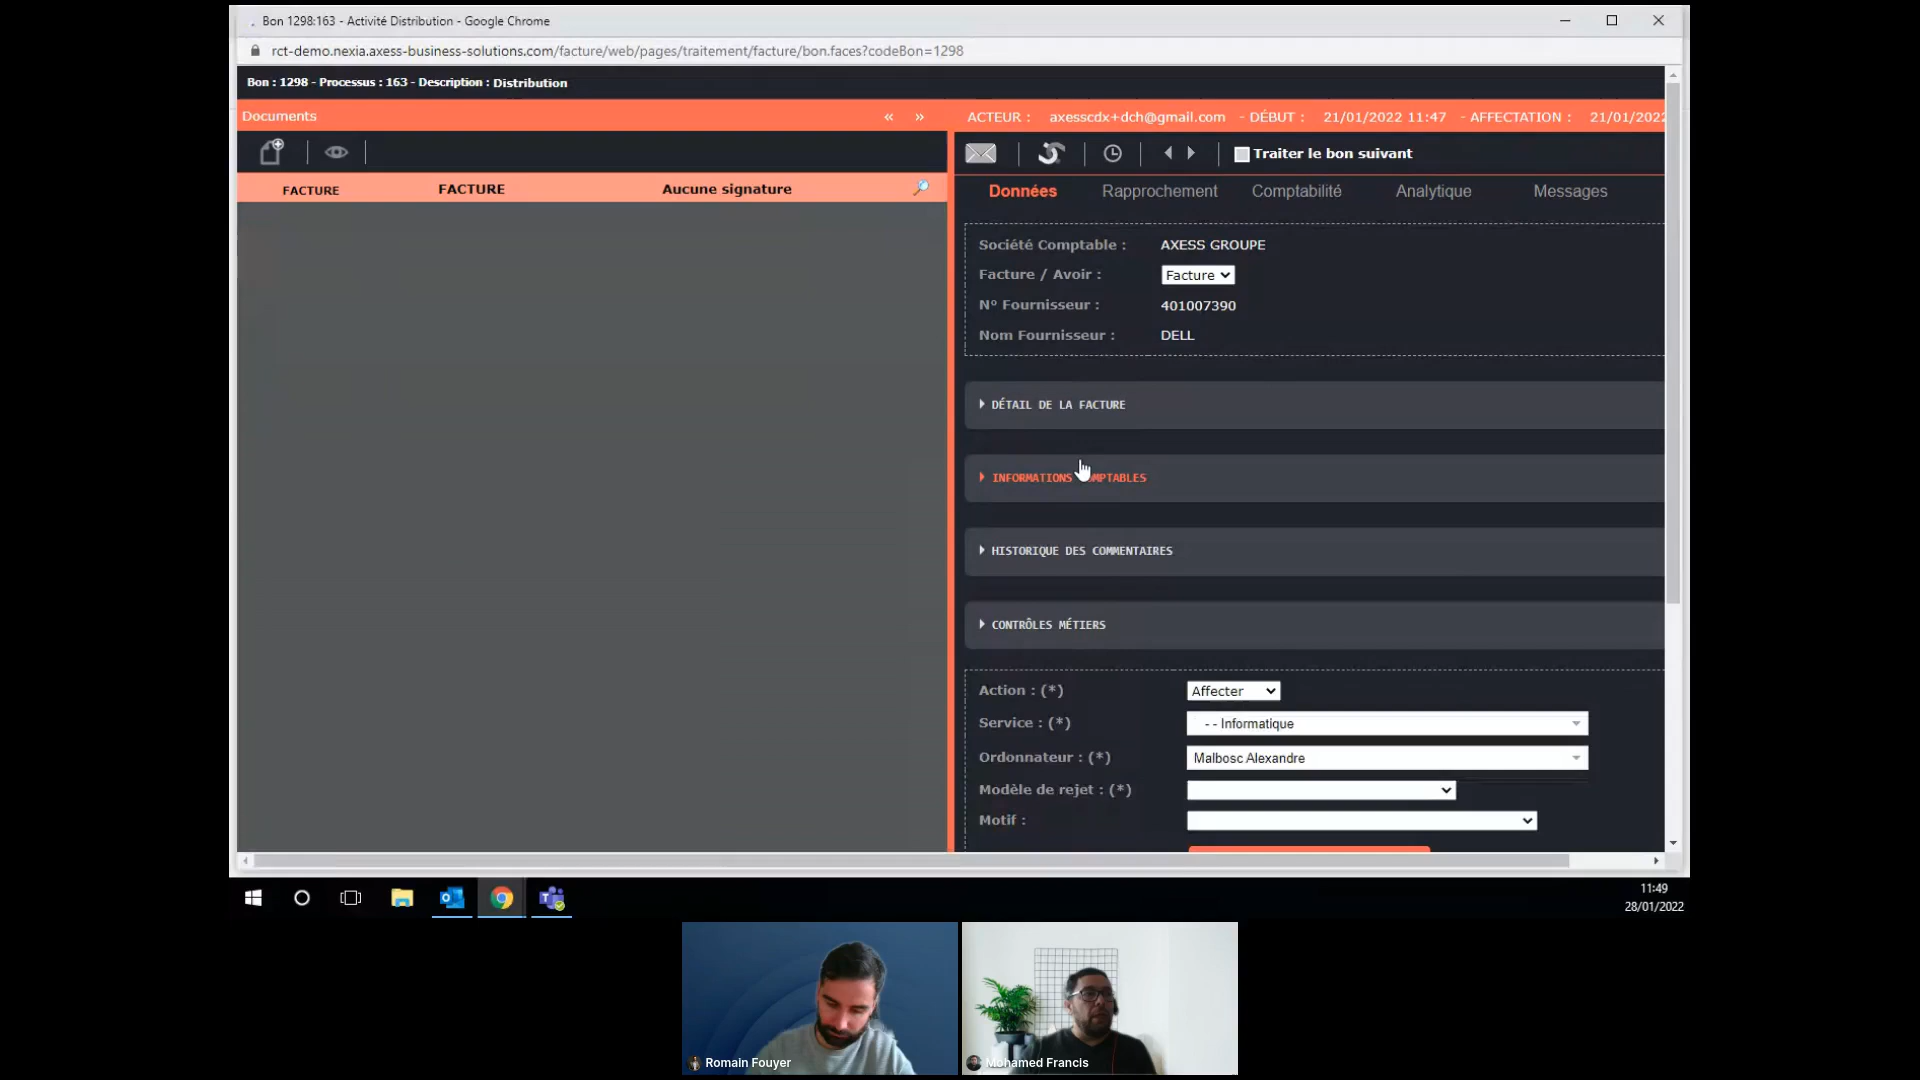 Bon 1298:163 - Activité Distribution - Google Chrome
rct-demo.nexia.axess-business-solutions.com/facture/web/pages/traitement/facture/bon.faces?codeBon=1298
Bon : 1298 - Processus : 163 - Description : Distribution
Documents « »
FACTURE FACTURE Aucune signature
ACTEUR : axesscdx+dch@gmail.com - DÉBUT : 21/01/2022 11:47 - AFFECTATION : 21/01/2022
Traiter le bon suivant
Données Rapprochement Comptabilité Analytique Messages
Société Comptable : AXESS GROUPE
Facture / Avoir : Facture
N° Fournisseur : 401007390
Nom Fournisseur : DELL
DÉTAIL DE LA FACTURE
INFORMATIONS MPTABLES
HISTORIQUE DES COMMENTAIRES
CONTRÔLES MÉTIERS
Action : (*) Affecter
Service : (*) - - Informatique
Ordonnateur : (*) Malbosc Alexandre
Modèle de rejet : (*)
Motif :
11:49
28/01/2022
Romain Fouyer
Mohamed Francis